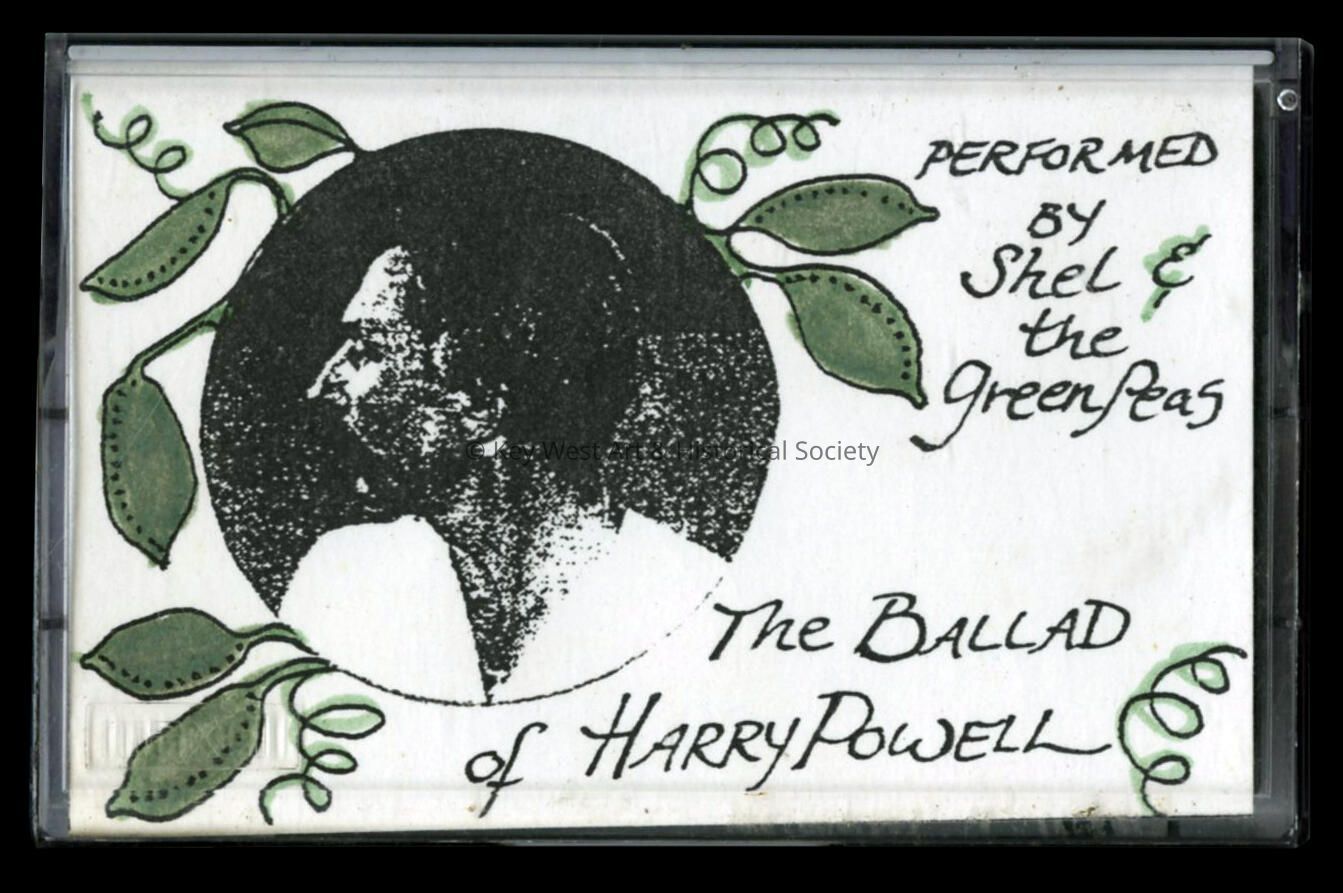 PERFORMED
BY
Shel &
the
Green Peas
© Key West Art & Historical Society
The BALLAD
of HARRY POWELL